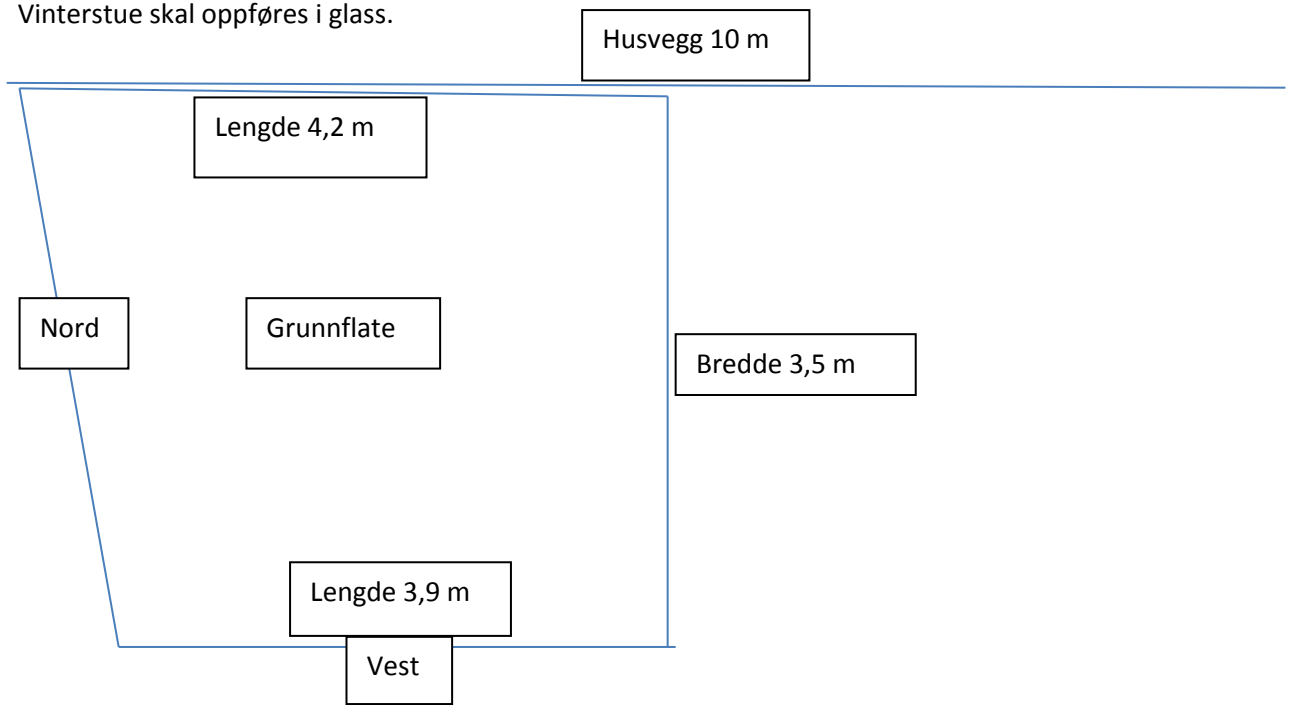 Vinterstue skal oppføres i glass.
Husvegg 10 m
Lengde 4,2 m
Nord
Grunnflate
Bredde 3,5 m
Lengde 3,9 m
Vest